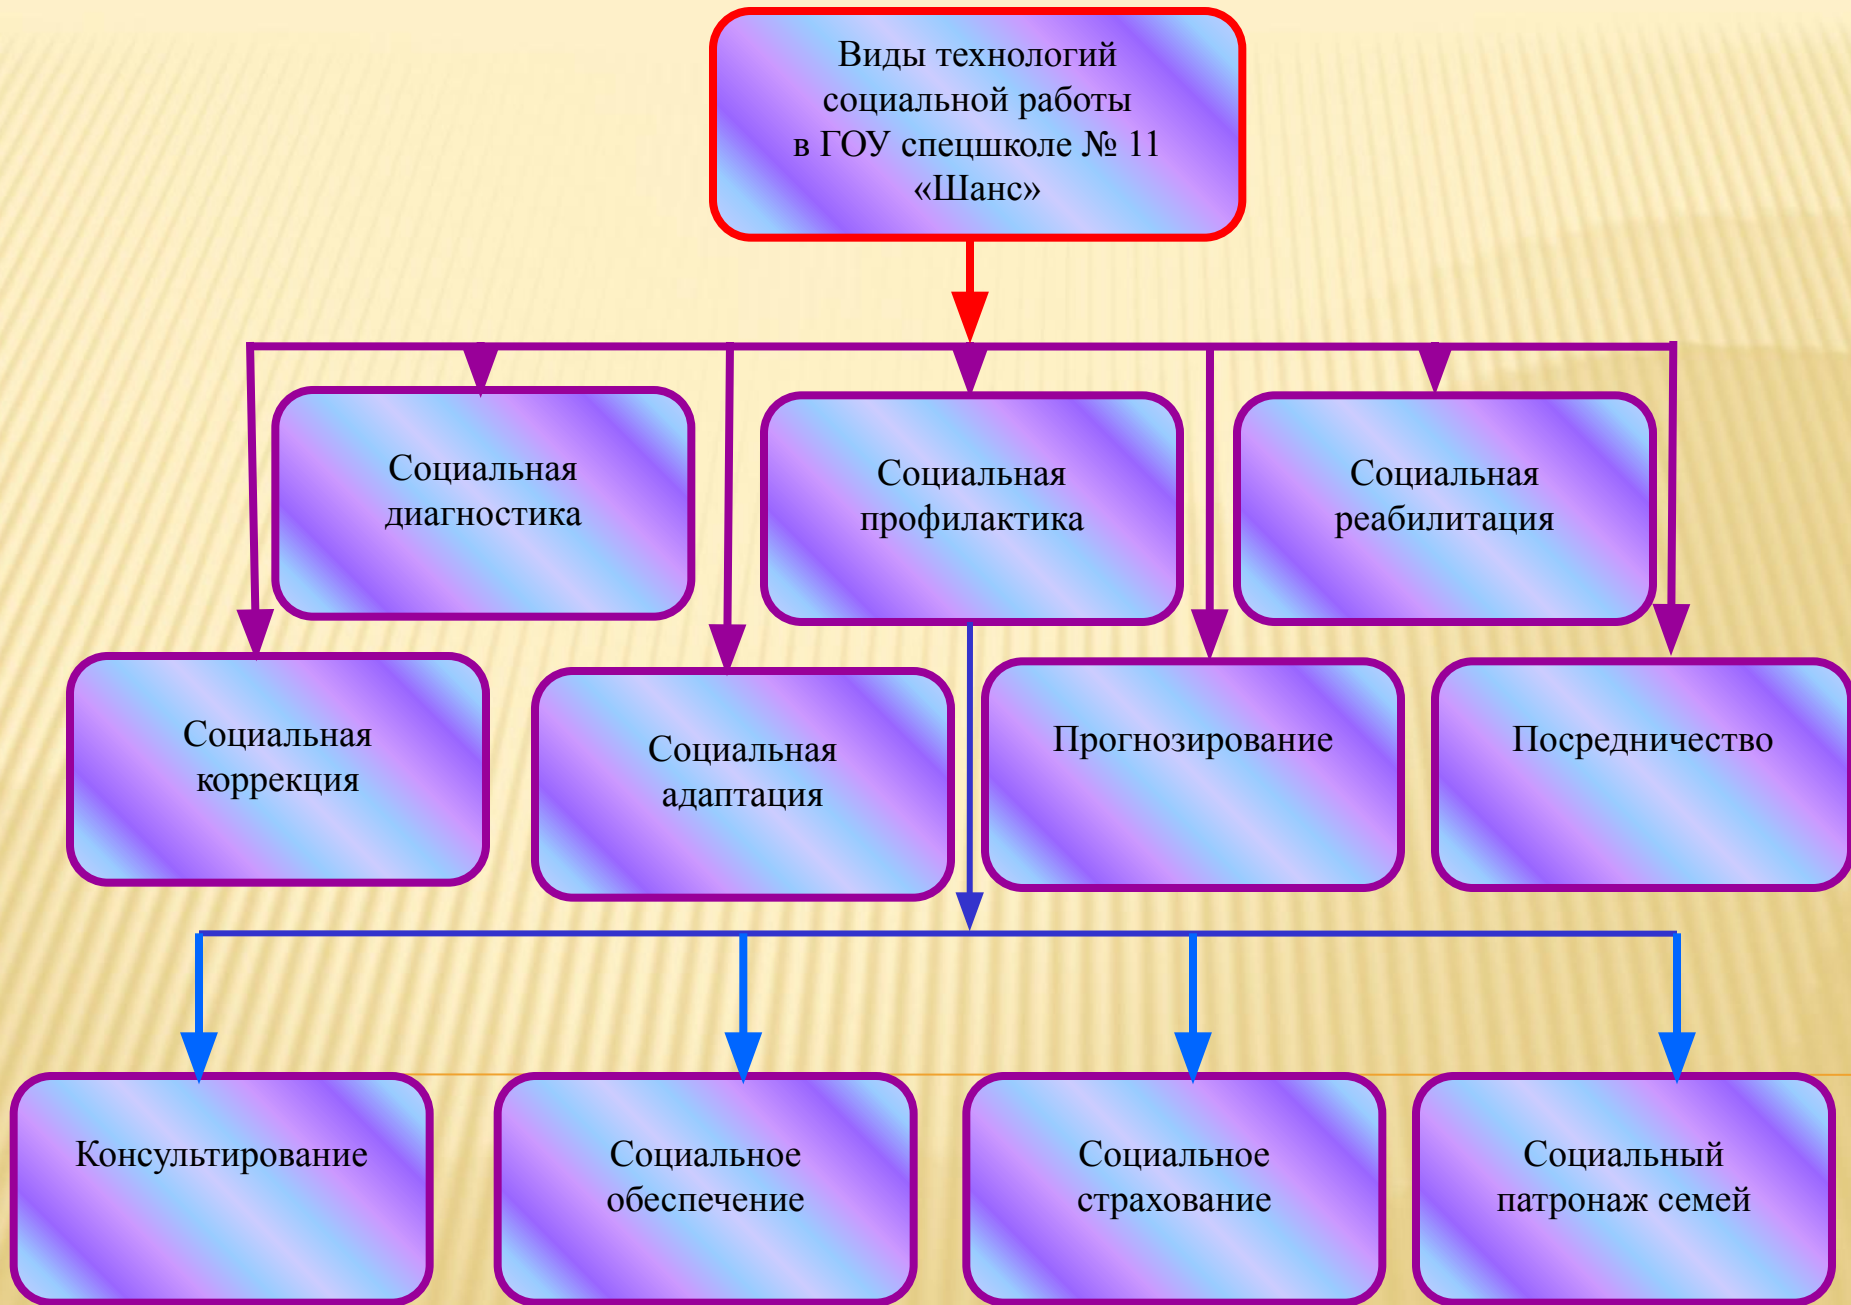 Виды технологий
социальной работы
в ГОУ спецшколе № 11
«Шанс»
Социальная
диагностика
Социальная
профилактика
Социальная
реабилитация
Социальная
коррекция
Социальная
адаптация
Прогнозирование
Посредничество
Консультирование
Социальное
обеспечение
Социальное
страхование
Социальный
патронаж семей